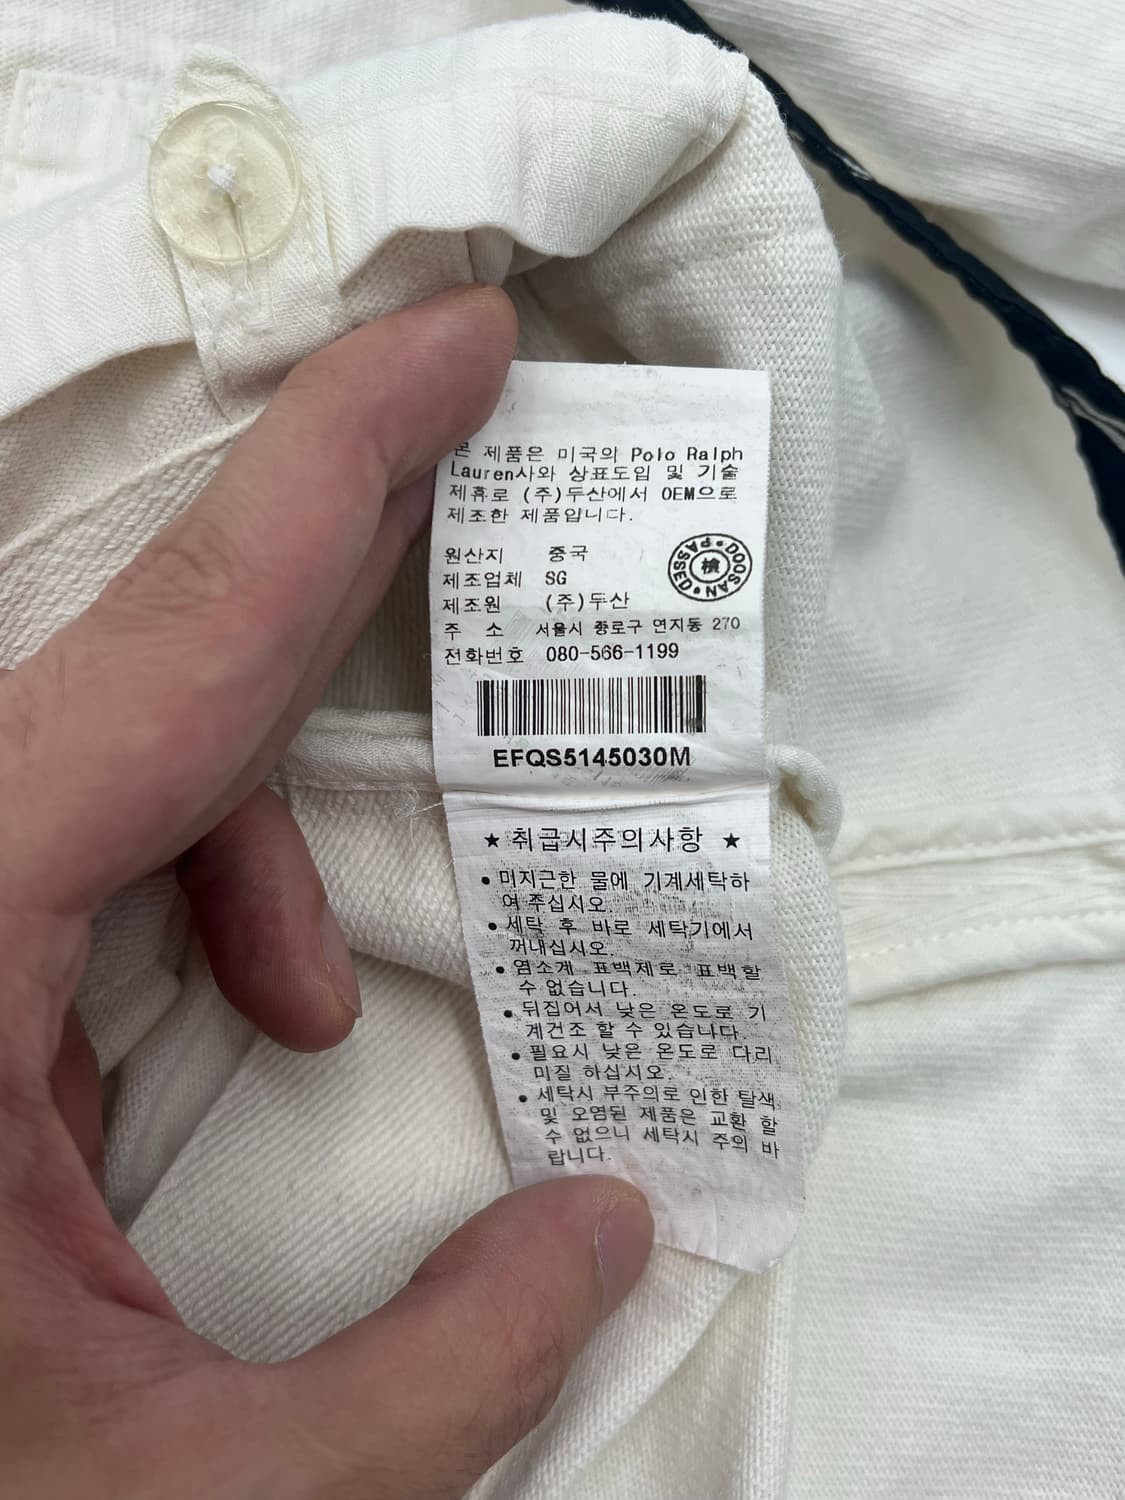 본 제품은 미국의 Polo Ralph
Lauren사와 상표도입 및 기술
제휴로 (주)두산에서 OEM으로
제조한 제품입니다.
원산지 중국
제조업체 SG
제조원 (주)두산
주 소 서울시 종로구 연지동 270
전화번호 080-566-1199
DOOSAN • PASSED •
檢
EFQS5145030M
★ 취급시주의사항 ★
• 미지근한 물에 기계세탁하
여 주십시오.
• 세탁 후 바로 세탁기에서
꺼내십시오.
• 염소계 표백제로 표백할
수 없습니다.
• 뒤집어서 낮은 온도로 기
계건조 할 수 있습니다.
• 필요시 낮은 온도로 다리
미질 하십시오.
• 세탁시 부주의로 인한 탈색
및 오염된 제품은 교환 할
수 없으니 세탁시 주의 바
랍니다.